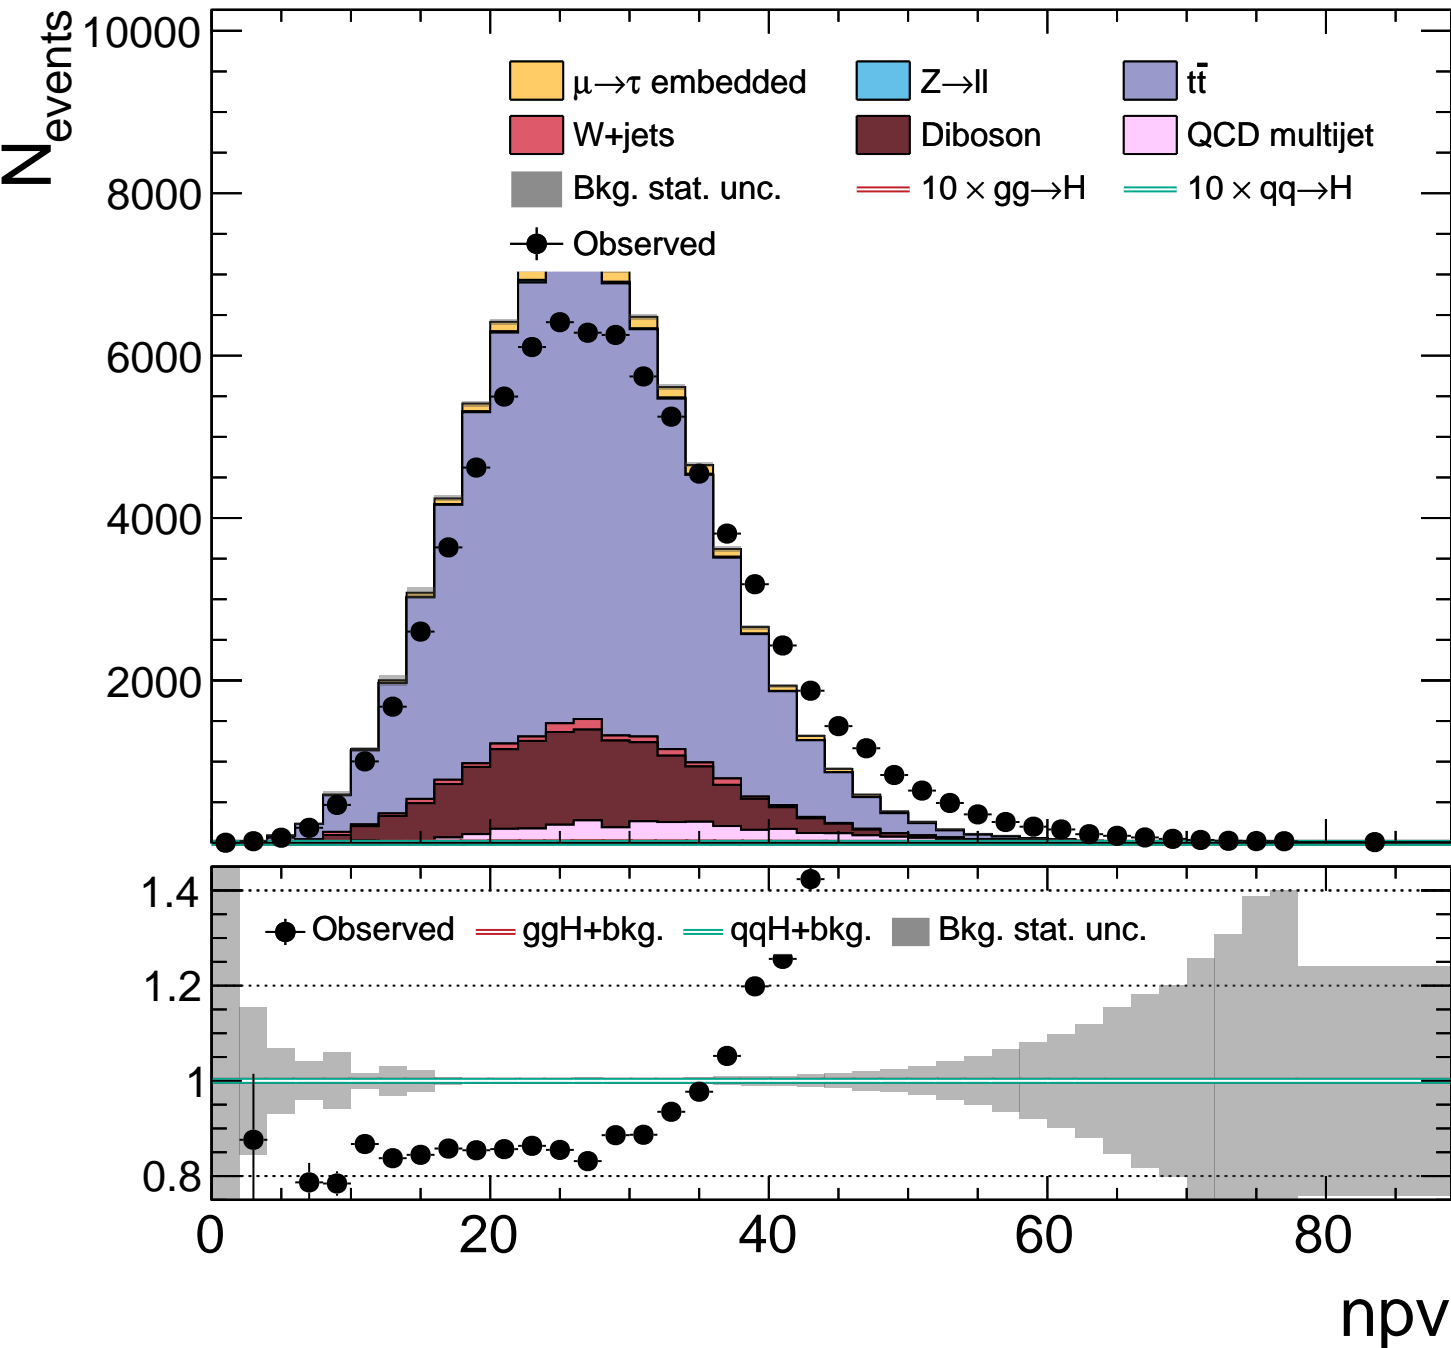 N_events
10000
8000
6000
4000
2000
μ→τ embedded Z→ll tt̄
W+jets Diboson QCD multijet
Bkg. stat. unc. 10 × gg→H 10 × qq→H
Observed
1.4
1.2
1
0.8
Observed ggH+bkg. qqH+bkg. Bkg. stat. unc.
0 20 40 60 80
npv